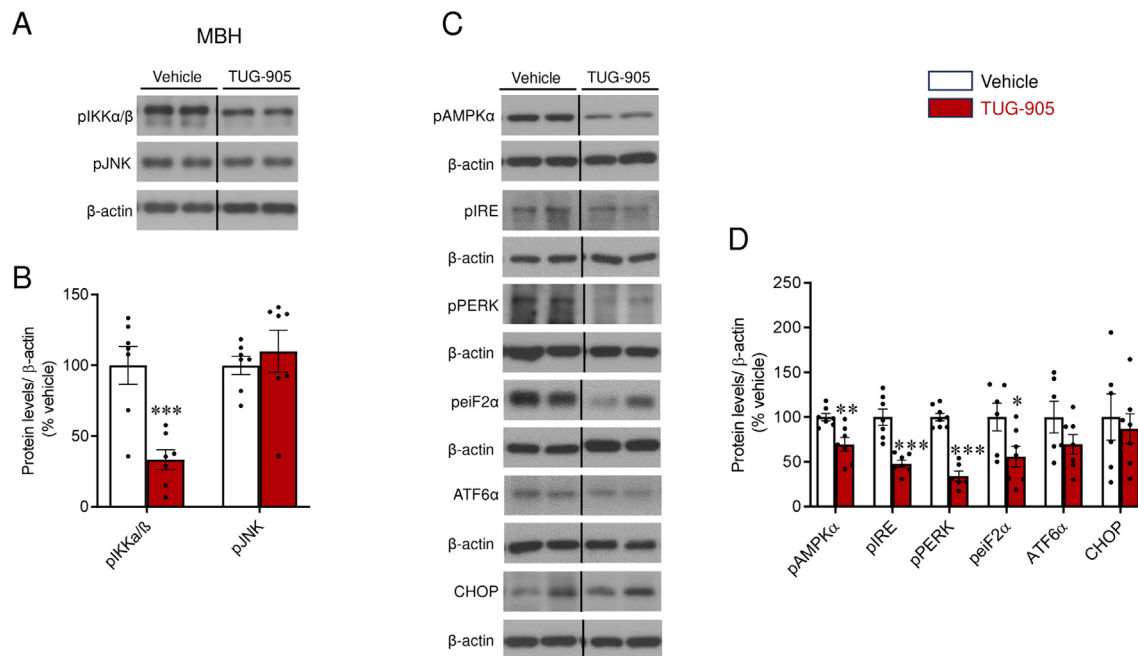 A
MBH
Vehicle TUG-905
pIKKα/β
pJNK
β-actin
B
Protein levels/ β-actin
(% vehicle)
150
100
50
0
***
pIKKa/ß
pJNK
C
Vehicle TUG-905
pAMPKα
β-actin
pIRE
β-actin
pPERK
β-actin
peiF2α
β-actin
ATF6α
β-actin
CHOP
β-actin
Vehicle
TUG-905
D
Protein levels/ β-actin
(% vehicle)
250
200
150
100
50
0
**
***
***
*
pAMPKα
pIRE
pPERK
peiF2α
ATF6α
CHOP